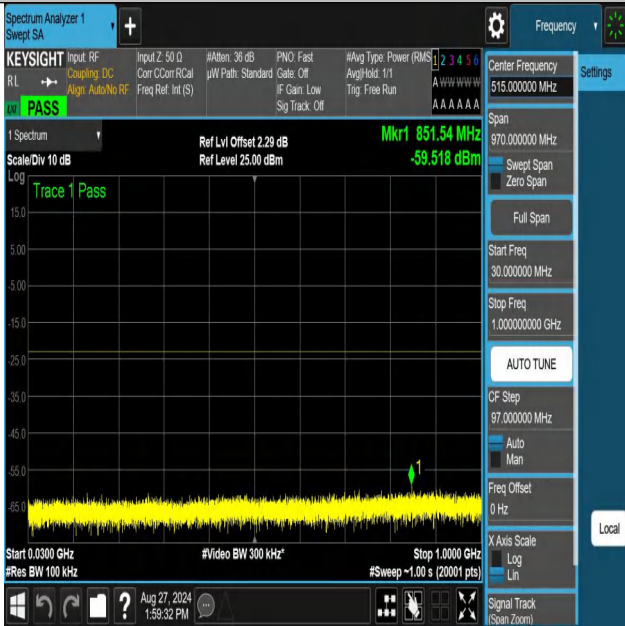 Spectrum Analyzer 1
Swept SA
+
Frequency
KEYSIGHT
RL
PASS
Input: RF
Coupling: DC
Align: Auto/No RF
Input Z: 50 Ω
Corr CCorr RCal
Freq Ref: Int (S)
#Atten: 36 dB
µW Path: Standard
PNO: Fast
Gate: Off
IF Gain: Low
Sig Track: Off
#Avg Type: Power (RMS
Avg|Hold: 1/1
Trig: Free Run
1 2 3 4 5 6
A W W W W W
A A A A A A
1 Spectrum
Scale/Div 10 dB
Ref Lvl Offset 2.29 dB
Ref Level 25.00 dBm
Mkr1 851.54 MHz
-59.518 dBm
Log
Trace 1 Pass
15.0
5.00
-5.00
-15.0
-25.0
-35.0
-45.0
-55.0
-65.0
1
Start 0.0300 GHz
#Res BW 100 kHz
#Video BW 300 kHz*
Stop 1.0000 GHz
#Sweep ~1.00 s (20001 pts)
Center Frequency
515.000000 MHz
Span
970.000000 MHz
Swept Span
Zero Span
Full Span
Start Freq
30.000000 MHz
Stop Freq
1.000000000 GHz
AUTO TUNE
CF Step
97.000000 MHz
Auto
Man
Freq Offset
0 Hz
X Axis Scale
Log
Lin
Signal Track
(Span Zoom)
Settings
Local
?
Aug 27, 2024
1:59:32 PM